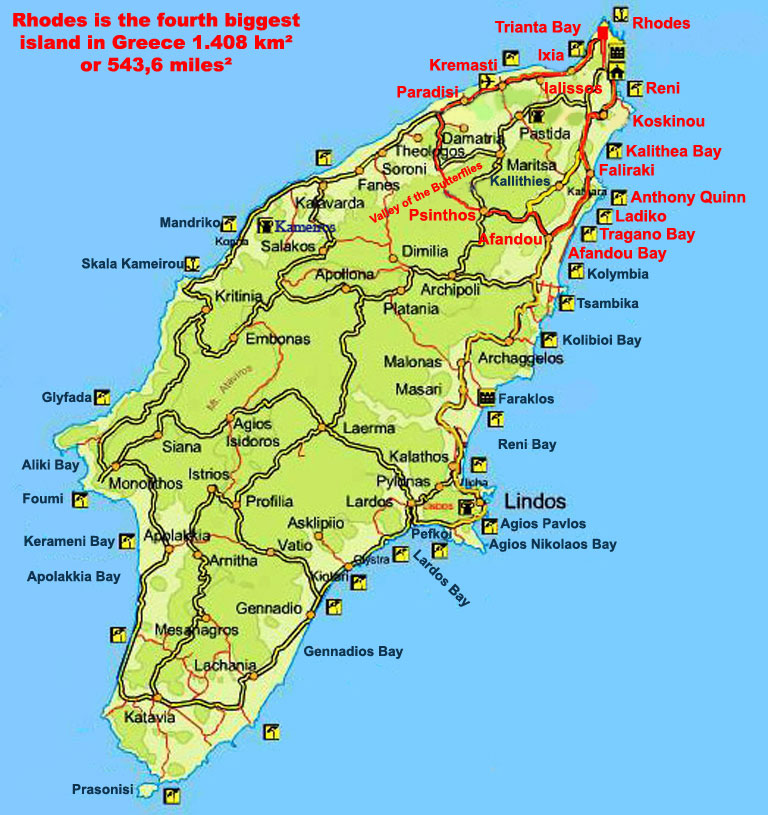 Rhodes is the fourth biggest
island in Greece 1.408 km²
or 543,6 miles²
Trianta Bay
Rhodes
Ixia
Kremasti
Ialissos
Reni
Paradisi
Koskinou
Damatria
Pastida
Theologos
Kalithea Bay
Maritsa
Soroni
Faliraki
Valley of the Butterflies
Kallithies
Fanes
Anthony Quinn
Kalavarda
Psinthos
Ladiko
Mandriko
Kameiros
Tragano Bay
Afandou
Salakos
Afandou Bay
Dimilia
Skala Kameirou
Kolymbia
Apollona
Archipoli
Kritinia
Platania
Tsambika
Embonas
Kolibioi Bay
Archaggelos
Malonas
Mt. Ataviros
Masari
Glyfada
Faraklos
Agios
Isidoros
Laerma
Siana
Reni Bay
Kalathos
Aliki Bay
Istrios
Monolithos
Pylonas
Foumi
Profilia
Lardos
LINDOS
Lindos
Asklipiio
Agios Pavlos
Kerameni Bay
Apolakkia
Pefkoi
Vatio
Agios Nikolaos Bay
Arnitha
Glystra
Apolakkia Bay
Kiotari
Lardos Bay
Gennadio
Mesanagros
Gennadios Bay
Lachania
Katavia
Prasonisi